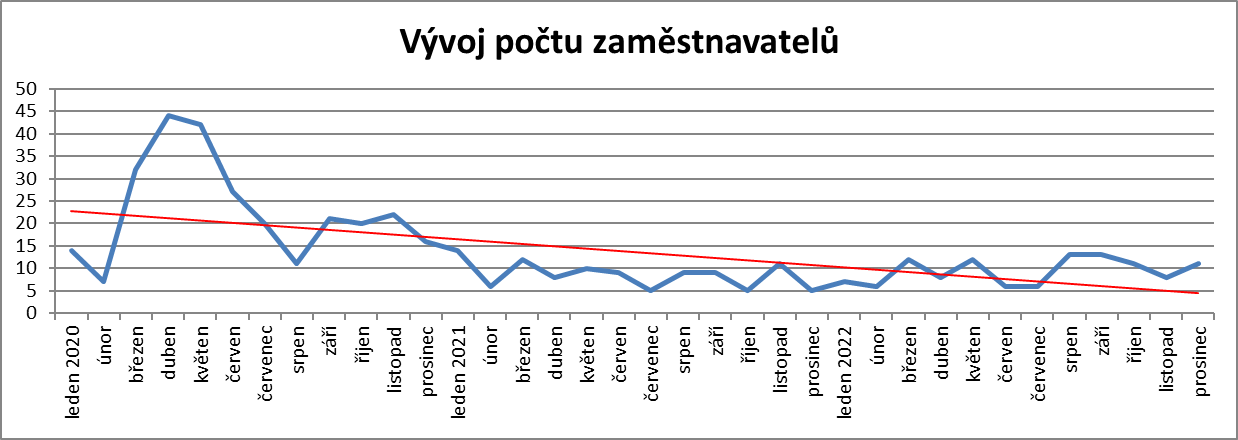 Vývoj počtu zaměstnavatelů
50
45
40
35
30
25
20
15
10
5
0
leden 2020
únor
březen
duben
květen
červen
červenec
srpen
září
říjen
listopad
prosinec
leden 2021
únor
březen
duben
květen
červen
červenec
srpen
září
říjen
listopad
prosinec
leden 2022
únor
březen
duben
květen
červen
červenec
srpen
září
říjen
listopad
prosinec